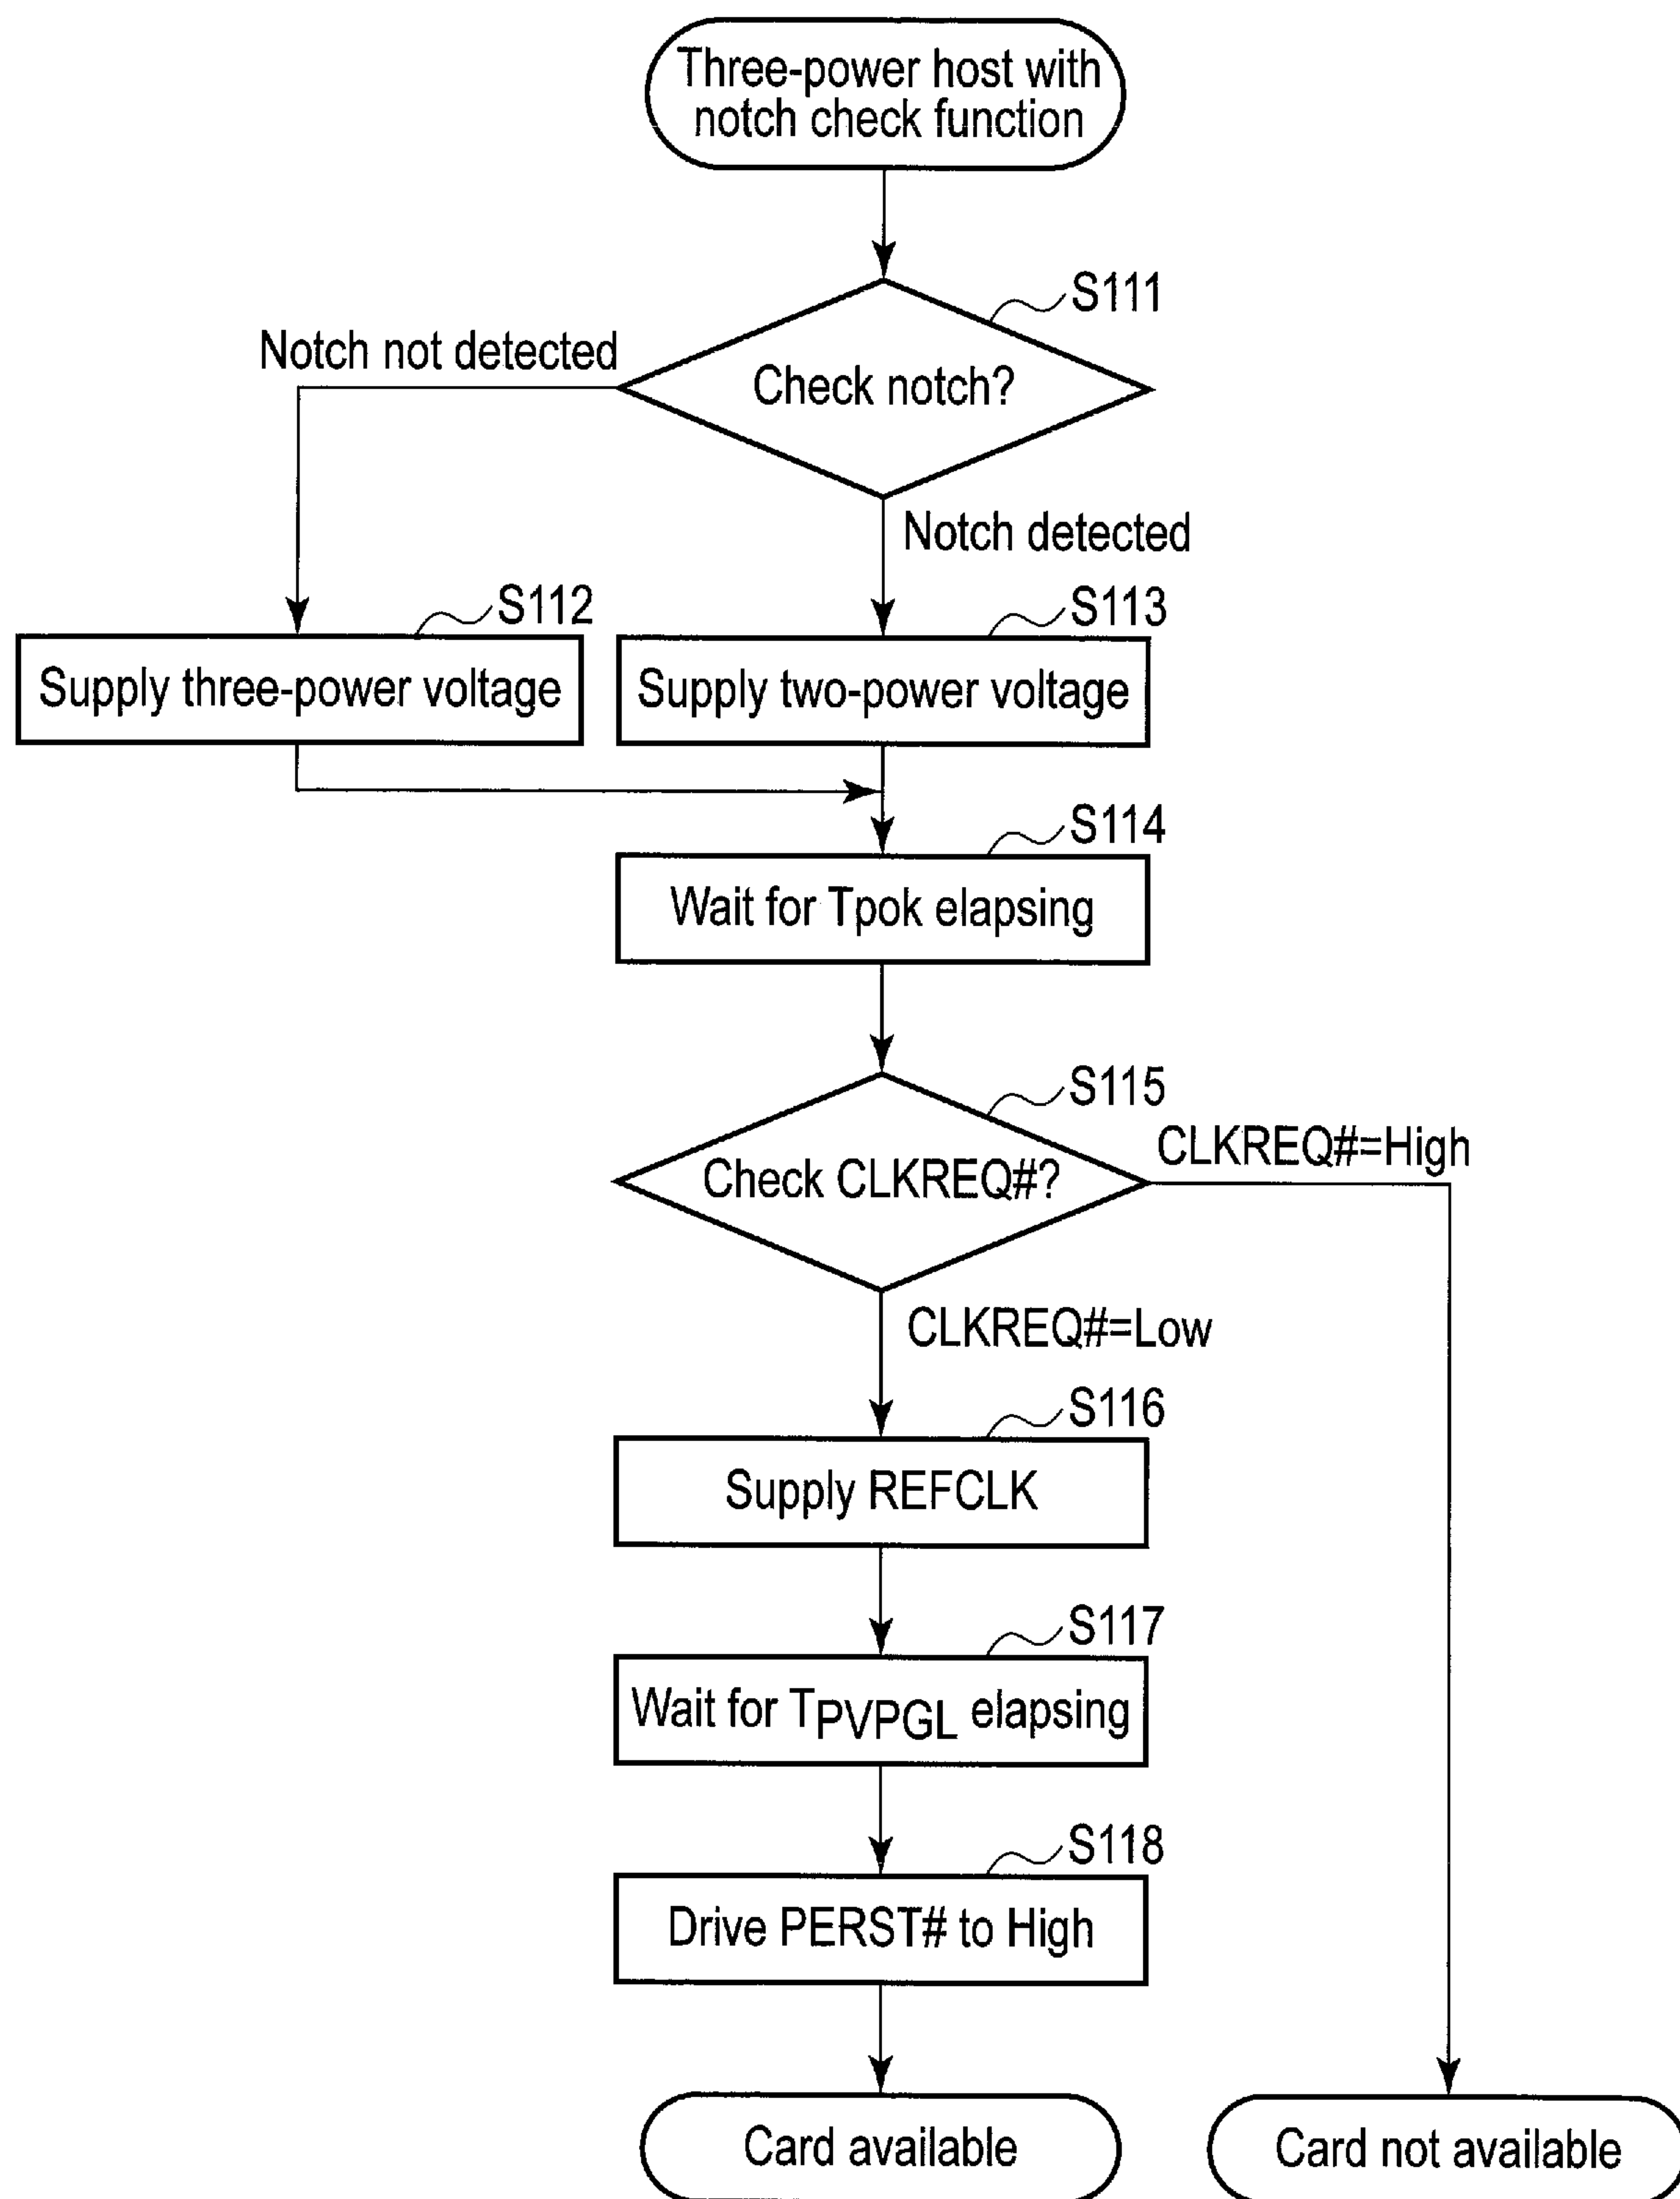 Three-power host with
notch check function
S111
Notch not detected
Check notch?
Notch detected
S112
S113
Supply three-power voltage
Supply two-power voltage
S114
Wait for Tpok elapsing
S115
CLKREQ#=High
Check CLKREQ#?
CLKREQ#=Low
S116
Supply REFCLK
S117
Wait for TPVPGL elapsing
S118
Drive PERST# to High
Card available
Card not available